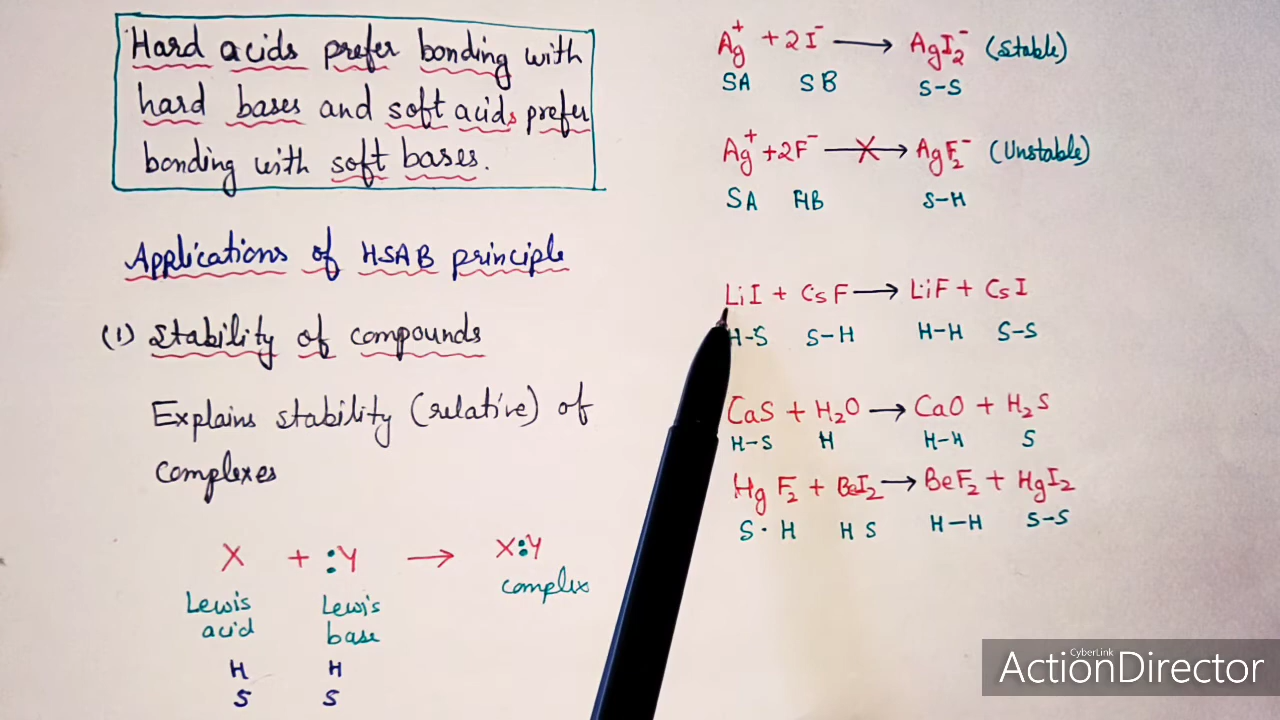 Hard acids prefer bonding with
hard bases and soft acids prefer
bonding with soft bases.
Applications of HSAB principle
(1) Stability of compounds
Explains stability (relative) of
complexes
X + :Y → X:Y
complex
Lewis acid Lewis base
H H
S S
Ag⁺ + 2I⁻ → AgI₂⁻ (Stable)
SA SB S-S
Ag⁺ + 2F⁻ → AgF₂⁻ (Unstable)
SA HB S-H
LiI + CsF → LiF + CsI
H-S S-H H-H S-S
CaS + H₂O → CaO + H₂S
H-S H H-H S
HgF₂ + BeI₂ → BeF₂ + HgI₂
S · H H S H-H S-S
CyberLink
ActionDirector